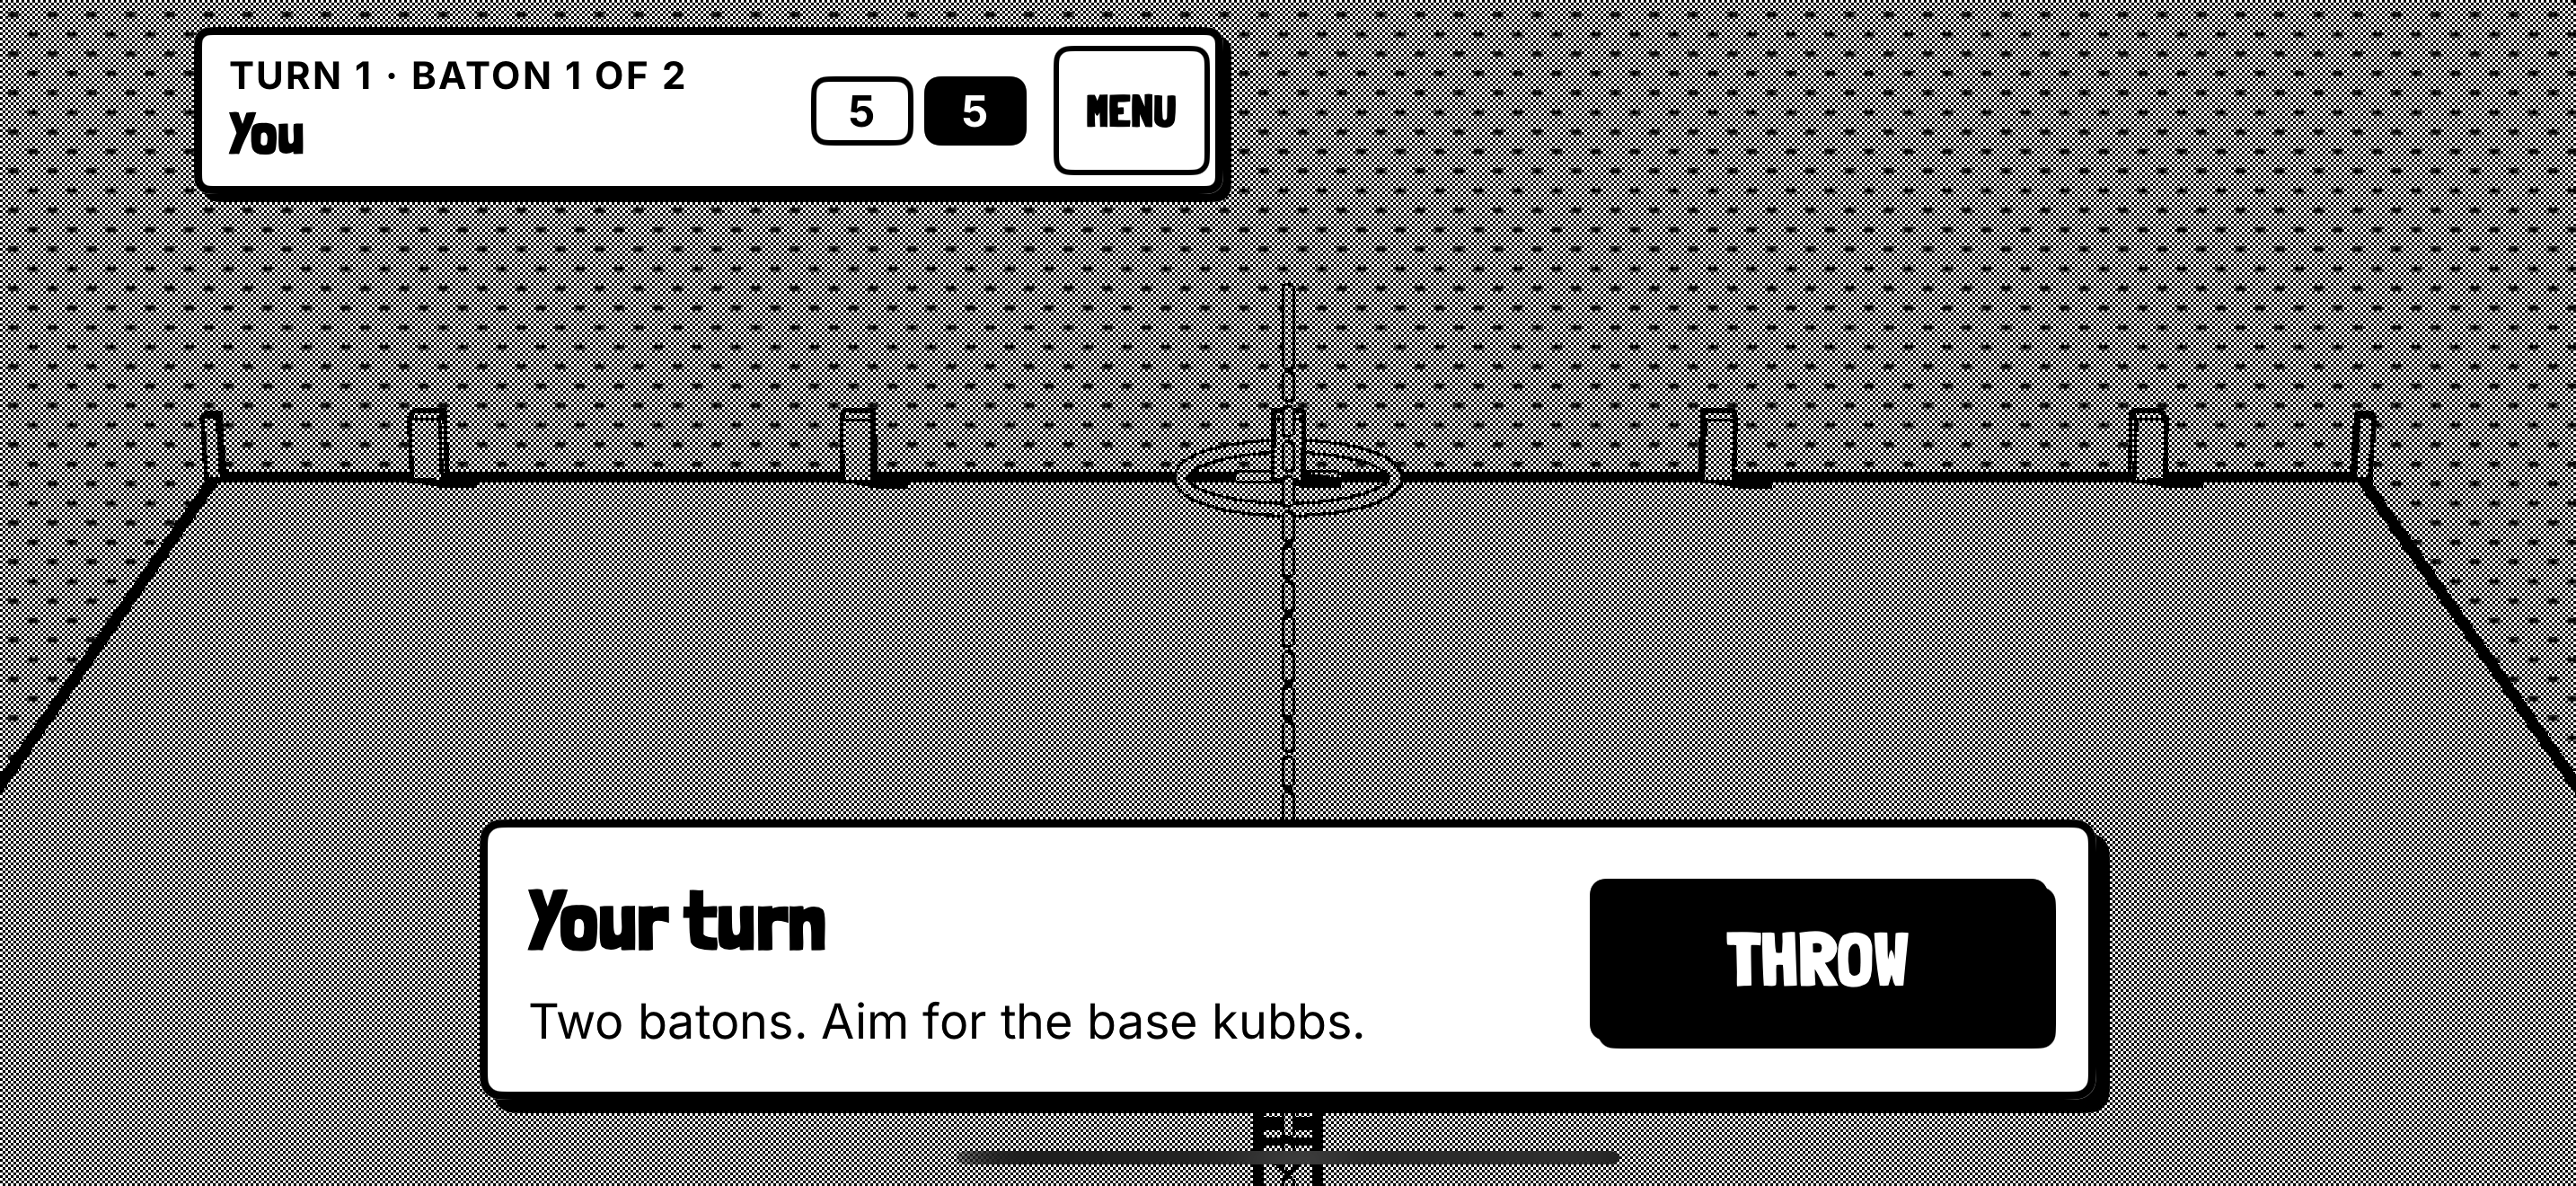 TURN 1 · BATON 1 OF 2
You
5
5
MENU
Your turn
Two batons. Aim for the base kubbs.
THROW